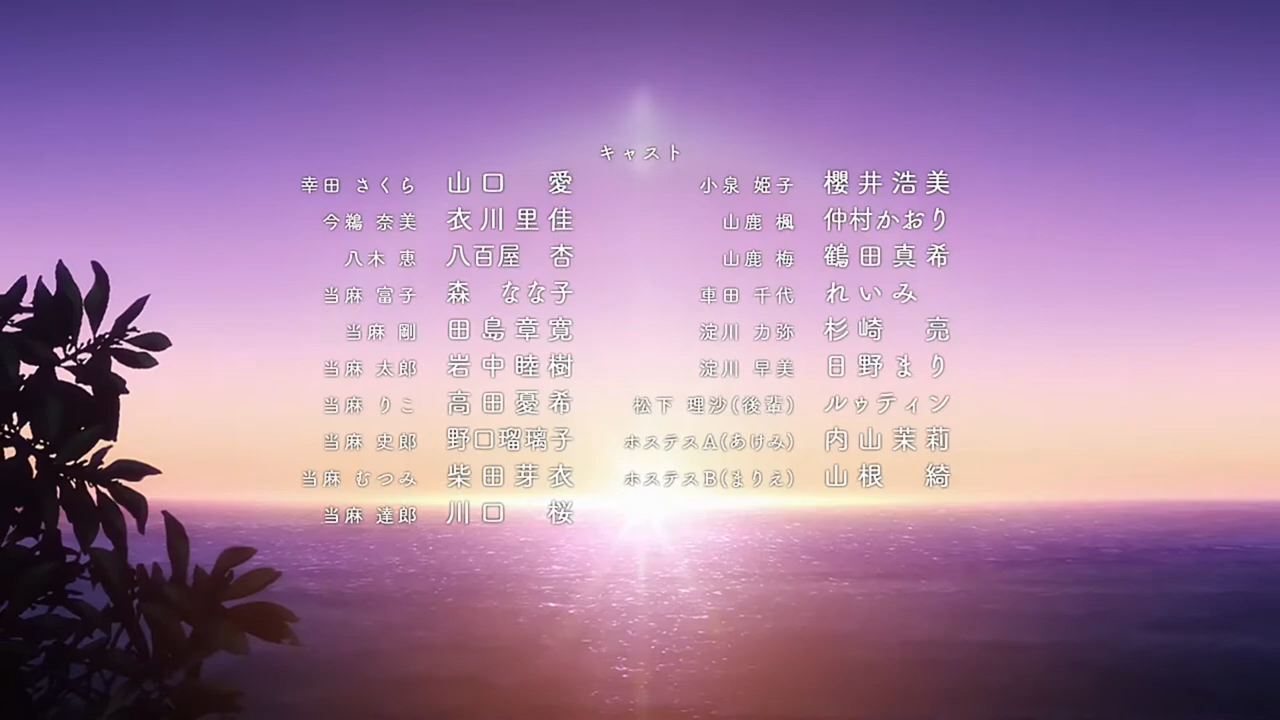 キャスト
幸田 さくら 山口 愛
今鵜 奈美 衣川里佳
八木 恵 八百屋 杏
当麻 富子 森 なな子
当麻 剛 田島章寛
当麻 太郎 岩中睦樹
当麻 りこ 高田憂希
当麻 史郎 野口瑠璃子
当麻 むつみ 柴田芽衣
当麻 達郎 川口 桜
小泉 姫子 櫻井浩美
山鹿 楓 仲村かおり
山鹿 梅 鶴田真希
車田 千代 れいみ
淀川 力弥 杉崎 亮
淀川 早美 日野まり
松下 理沙(後輩) ルゥティン
ホステスA(あけみ) 内山茉莉
ホステスB(まりえ) 山根 綺